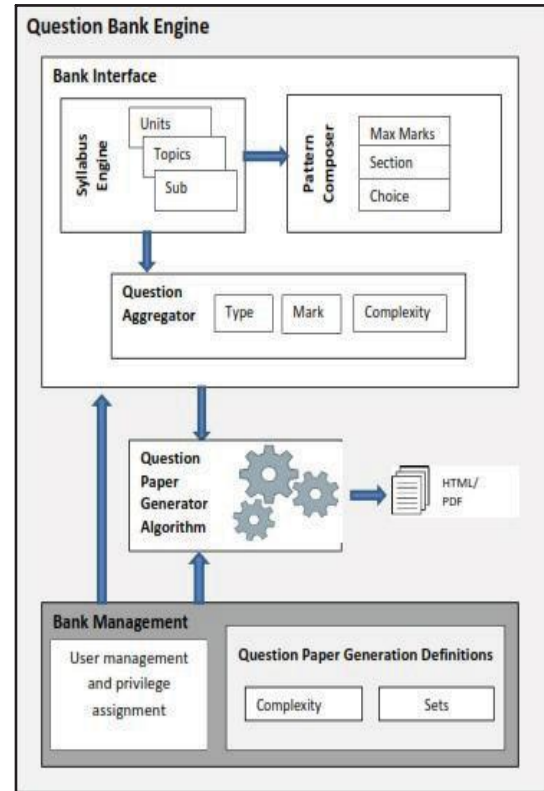 Question Bank Engine
Bank Interface
Syllabus
Engine
Units
Topics
Sub
Pattern
Composer
Max Marks
Section
Choice
Question
Aggregator
Type
Mark
Complexity
Question
Paper
Generator
Algorithm
HTML/
PDF
Bank Management
User management
and privilege
assignment
Question Paper Generation Definitions
Complexity
Sets